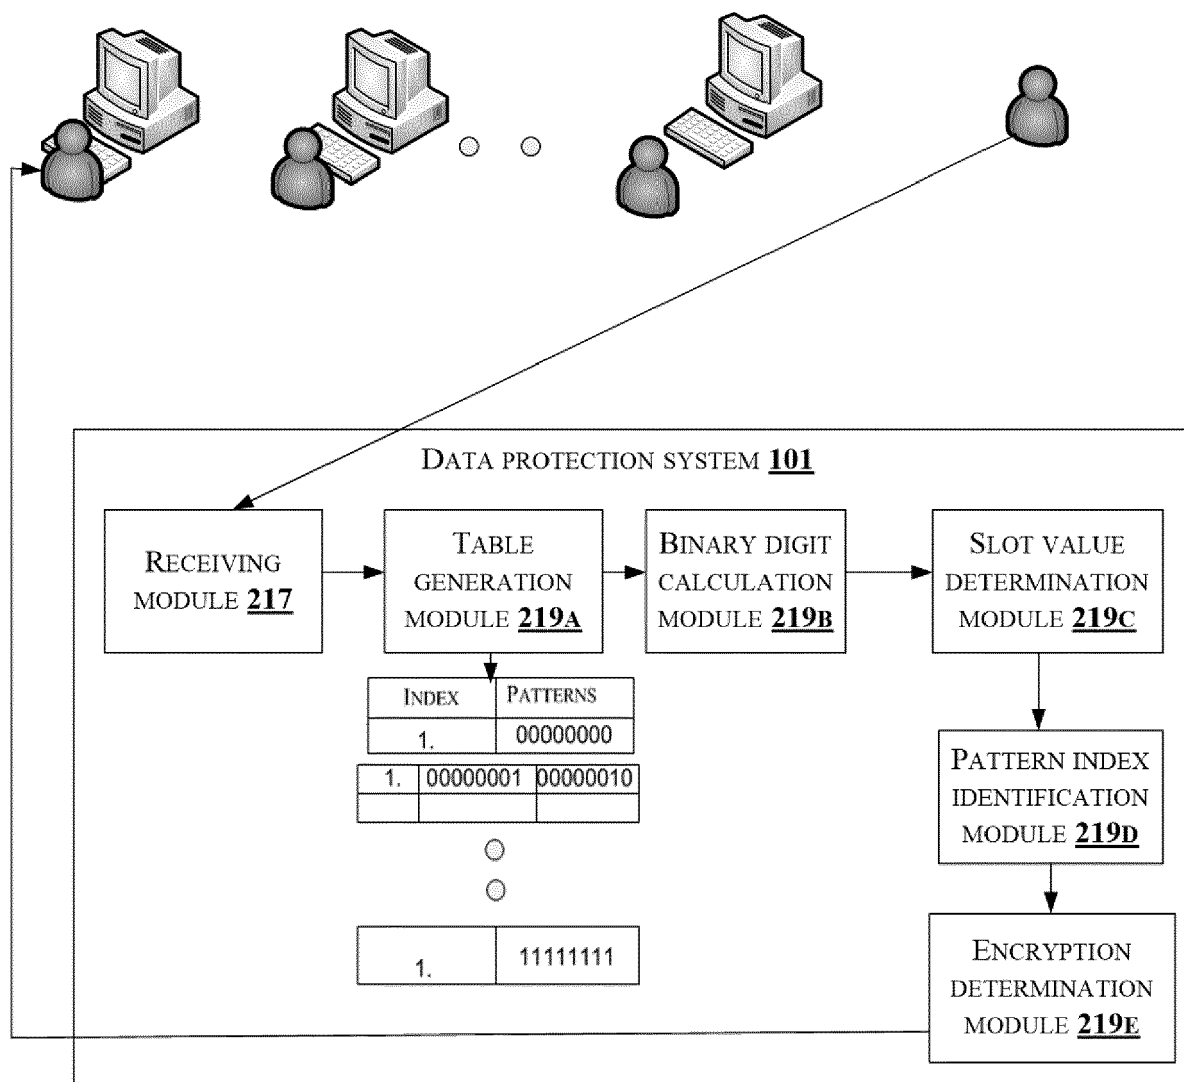 DATA PROTECTION SYSTEM 101
RECEIVING
MODULE 217
TABLE
GENERATION
MODULE 219A
BINARY DIGIT
CALCULATION
MODULE 219B
SLOT VALUE
DETERMINATION
MODULE 219C
INDEX PATTERNS
1. 00000000
1. 00000001 00000010
1. 11111111
PATTERN INDEX
IDENTIFICATION
MODULE 219D
ENCRYPTION
DETERMINATION
MODULE 219E